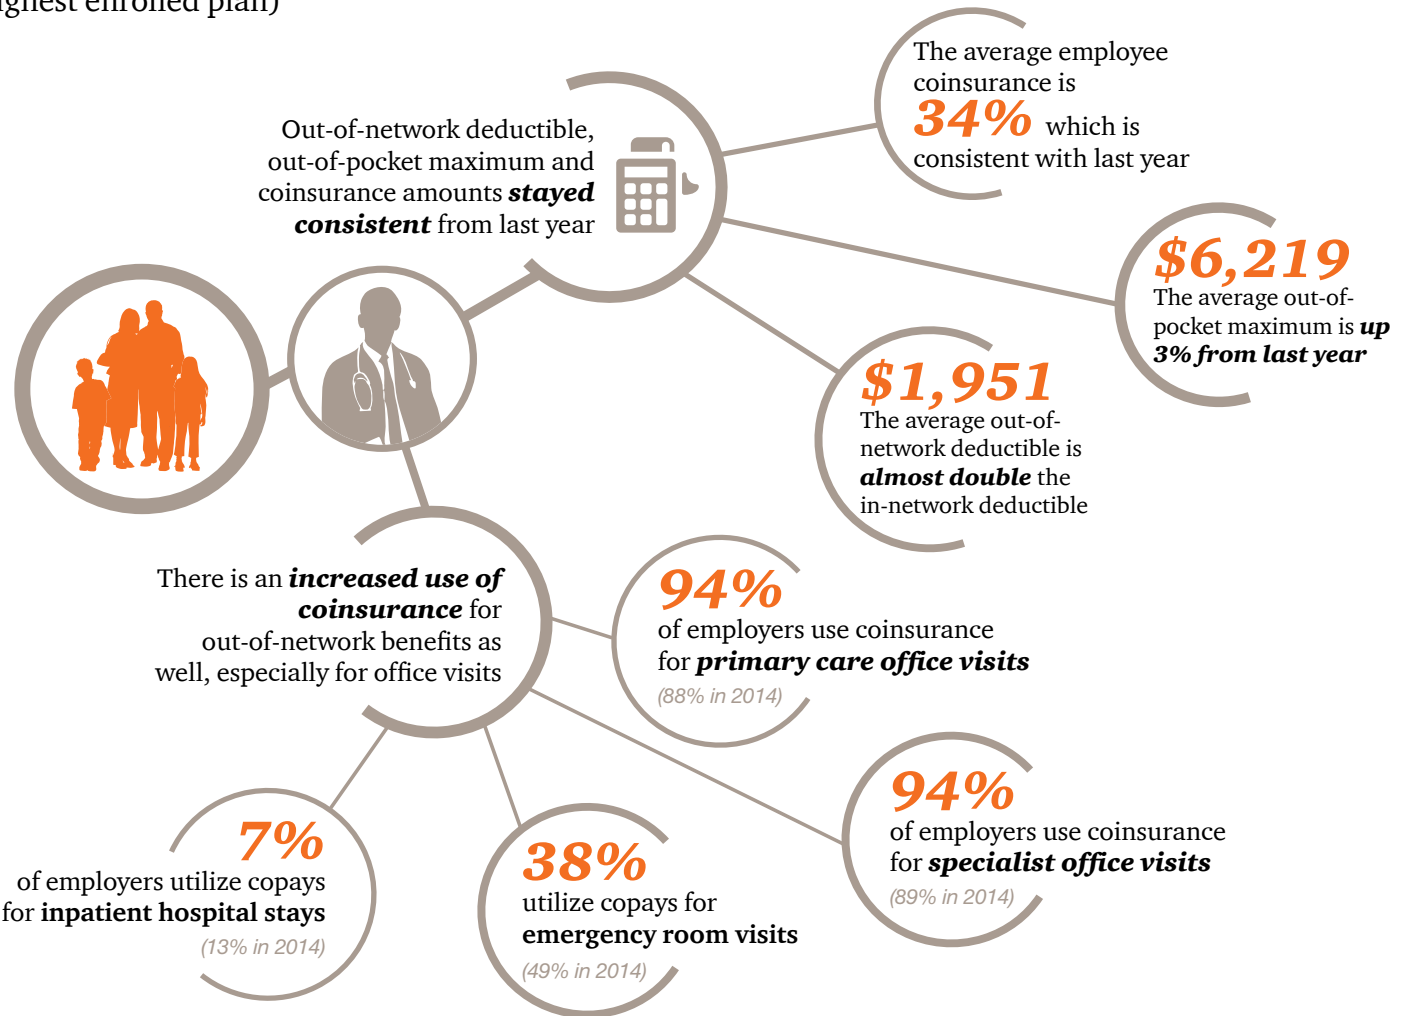 enrolled plan)
The average employee
coinsurance is
34% which is
consistent with last year
Out-of-network deductible,
out-of-pocket maximum and
coinsurance amounts stayed
consistent from last year
$6,219
The average out-of-
pocket maximum is up
3% from last year
$1,951
The average out-of-
network deductible is
almost double the
in-network deductible
There is an increased use of
coinsurance for
out-of-network benefits as
well, especially for office visits
94%
of employers use coinsurance
for primary care office visits
(88% in 2014)
94%
of employers use coinsurance
for specialist office visits
(89% in 2014)
7%
of employers utilize copays
for inpatient hospital stays
(13% in 2014)
38%
utilize copays for
emergency room visits
(49% in 2014)